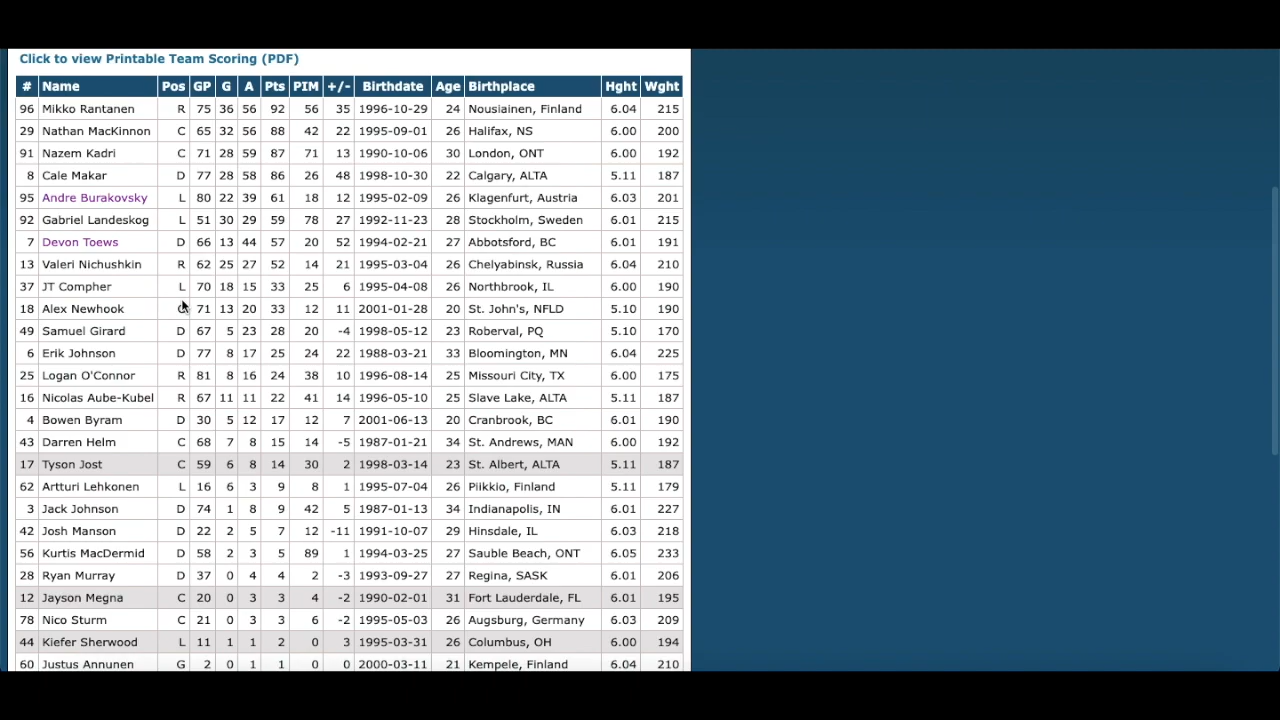 Click to view Printable Team Scoring (PDF)
# Name Pos GP G A Pts PIM +/- Birthdate Age Birthplace Hght Wght
96 Mikko Rantanen R 75 36 56 92 56 35 1996-10-29 24 Nousiainen, Finland 6.04 215
29 Nathan MacKinnon C 65 32 56 88 42 22 1995-09-01 26 Halifax, NS 6.00 200
91 Nazem Kadri C 71 28 59 87 71 13 1990-10-06 30 London, ONT 6.00 192
8 Cale Makar D 77 28 58 86 26 48 1998-10-30 22 Calgary, ALTA 5.11 187
95 Andre Burakovsky L 80 22 39 61 18 12 1995-02-09 26 Klagenfurt, Austria 6.03 201
92 Gabriel Landeskog L 51 30 29 59 78 27 1992-11-23 28 Stockholm, Sweden 6.01 215
7 Devon Toews D 66 13 44 57 20 52 1994-02-21 27 Abbotsford, BC 6.01 191
13 Valeri Nichushkin R 62 25 27 52 14 21 1995-03-04 26 Chelyabinsk, Russia 6.04 210
37 JT Compher L 70 18 15 33 25 6 1995-04-08 26 Northbrook, IL 6.00 190
18 Alex Newhook 71 13 20 33 12 11 2001-01-28 20 St. John's, NFLD 5.10 190
49 Samuel Girard D 67 5 23 28 20 -4 1998-05-12 23 Roberval, PQ 5.10 170
6 Erik Johnson D 77 8 17 25 24 22 1988-03-21 33 Bloomington, MN 6.04 225
25 Logan O'Connor R 81 8 16 24 38 10 1996-08-14 25 Missouri City, TX 6.00 175
16 Nicolas Aube-Kubel R 67 11 11 22 41 14 1996-05-10 25 Slave Lake, ALTA 5.11 187
4 Bowen Byram D 30 5 12 17 12 7 2001-06-13 20 Cranbrook, BC 6.01 190
43 Darren Helm C 68 7 8 15 14 -5 1987-01-21 34 St. Andrews, MAN 6.00 192
17 Tyson Jost C 59 6 8 14 30 2 1998-03-14 23 St. Albert, ALTA 5.11 187
62 Artturi Lehkonen L 16 6 3 9 8 1 1995-07-04 26 Piikkio, Finland 5.11 179
3 Jack Johnson D 74 1 8 9 42 5 1987-01-13 34 Indianapolis, IN 6.01 227
42 Josh Manson D 22 2 5 7 12 -11 1991-10-07 29 Hinsdale, IL 6.03 218
56 Kurtis MacDermid D 58 2 3 5 89 1 1994-03-25 27 Sauble Beach, ONT 6.05 233
28 Ryan Murray D 37 0 4 4 2 -3 1993-09-27 27 Regina, SASK 6.01 206
12 Jayson Megna C 20 0 3 3 4 -2 1990-02-01 31 Fort Lauderdale, FL 6.01 195
78 Nico Sturm C 21 0 3 3 6 -2 1995-05-03 26 Augsburg, Germany 6.03 209
44 Kiefer Sherwood L 11 1 1 2 0 3 1995-03-31 26 Columbus, OH 6.00 194
60 Justus Annunen G 2 0 1 1 0 0 2000-03-11 21 Kempele, Finland 6.04 210